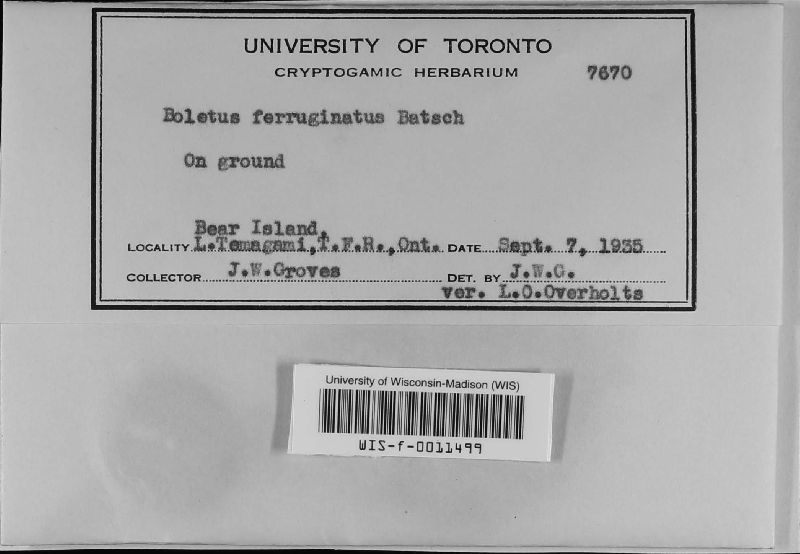 UNIVERSITY OF TORONTO
CRYPTOGAMIC HERBARIUM 7670
Boletus ferruginatus Batsch
On ground
Bear Island,
LOCALITY L.Temagami,T.F.R.,Ont. DATE Sept. 7, 1935
COLLECTOR J.W.Groves DET. BY J.W.G.
ver. L.O.Overholts
University of Wisconsin-Madison (WIS)
WIS-f-0011499